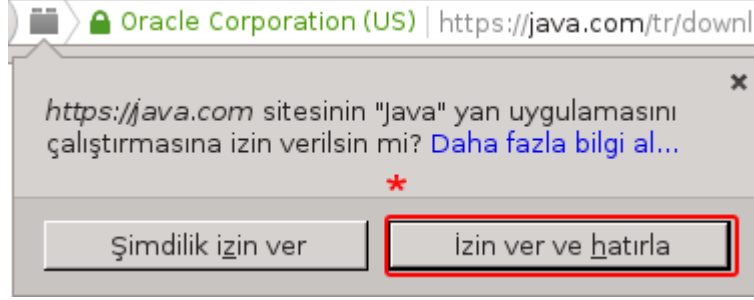 Oracle Corporation (US) https://java.com/tr/downl
https://java.com sitesinin "Java" yan uygulamasını
çalıştırmasına izin verilsin mi? Daha fazla bilgi al...
*
Şimdilik izin ver İzin ver ve hatırla